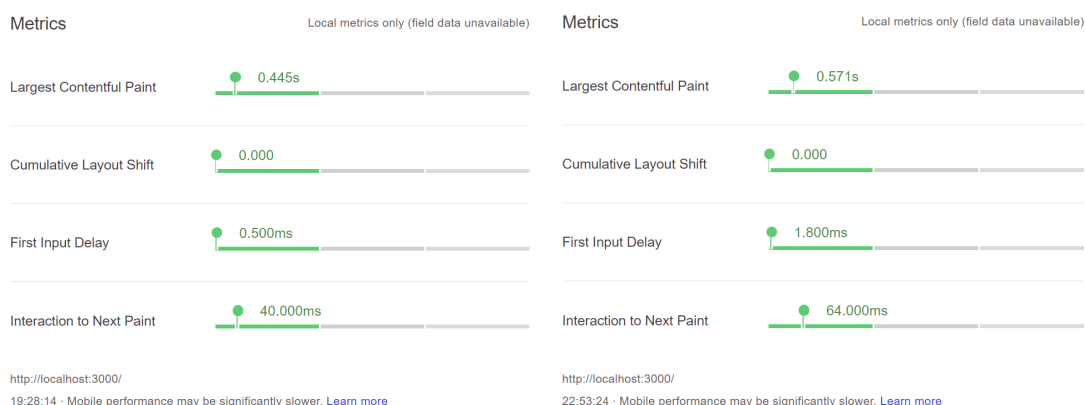 Metrics
Local metrics only (field data unavailable)
Largest Contentful Paint
0.445s
Cumulative Layout Shift
0.000
First Input Delay
0.500ms
Interaction to Next Paint
40.000ms
http://localhost:3000/
19:28:14 · Mobile performance may be significantly slower. Learn more
Metrics
Local metrics only (field data unavailable)
Largest Contentful Paint
0.571s
Cumulative Layout Shift
0.000
First Input Delay
1.800ms
Interaction to Next Paint
64.000ms
http://localhost:3000/
22:53:24 · Mobile performance may be significantly slower. Learn more